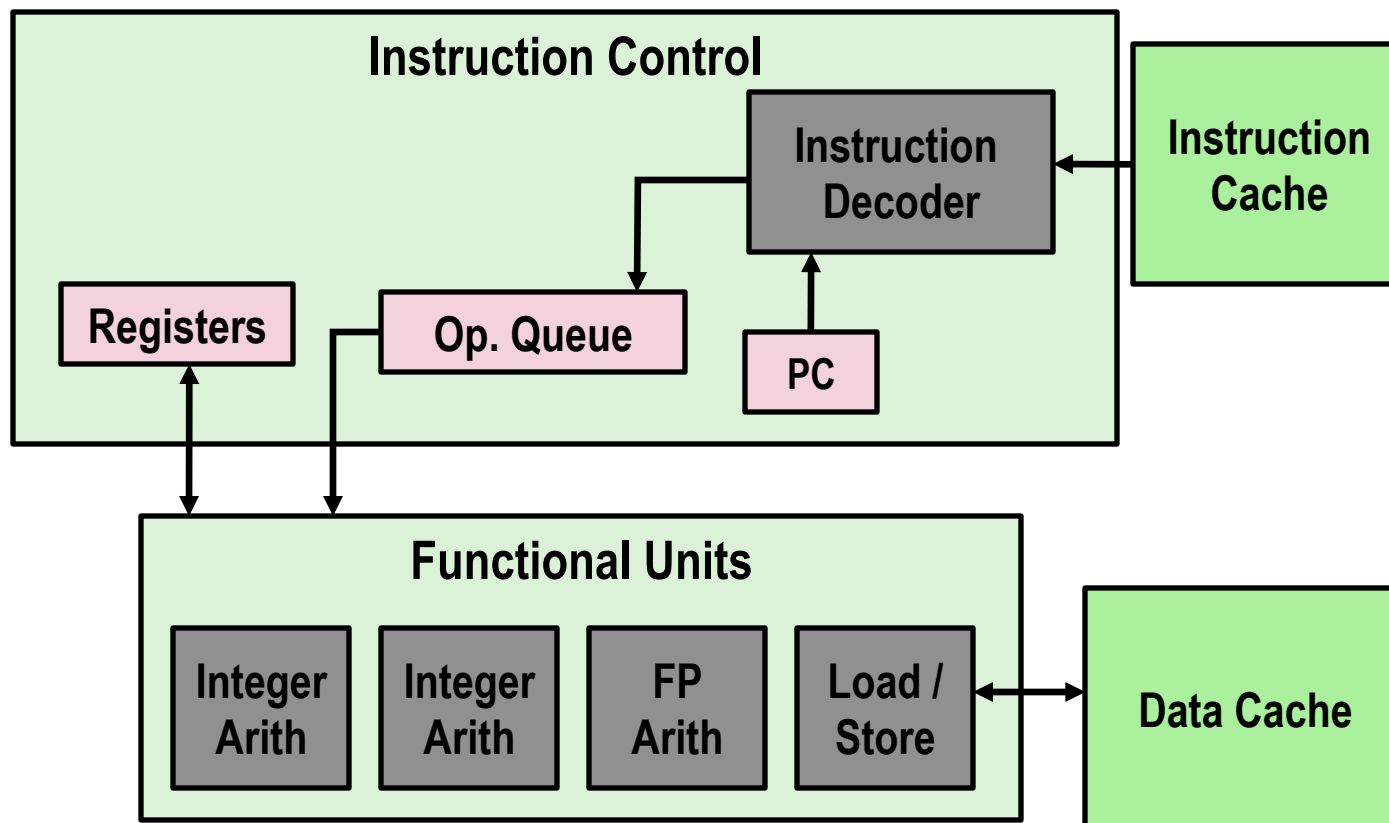 Instruction Control
Instruction
Decoder
Instruction
Cache
Registers
Op. Queue
PC
Functional Units
Integer
Arith
Integer
Arith
FP
Arith
Load /
Store
Data Cache